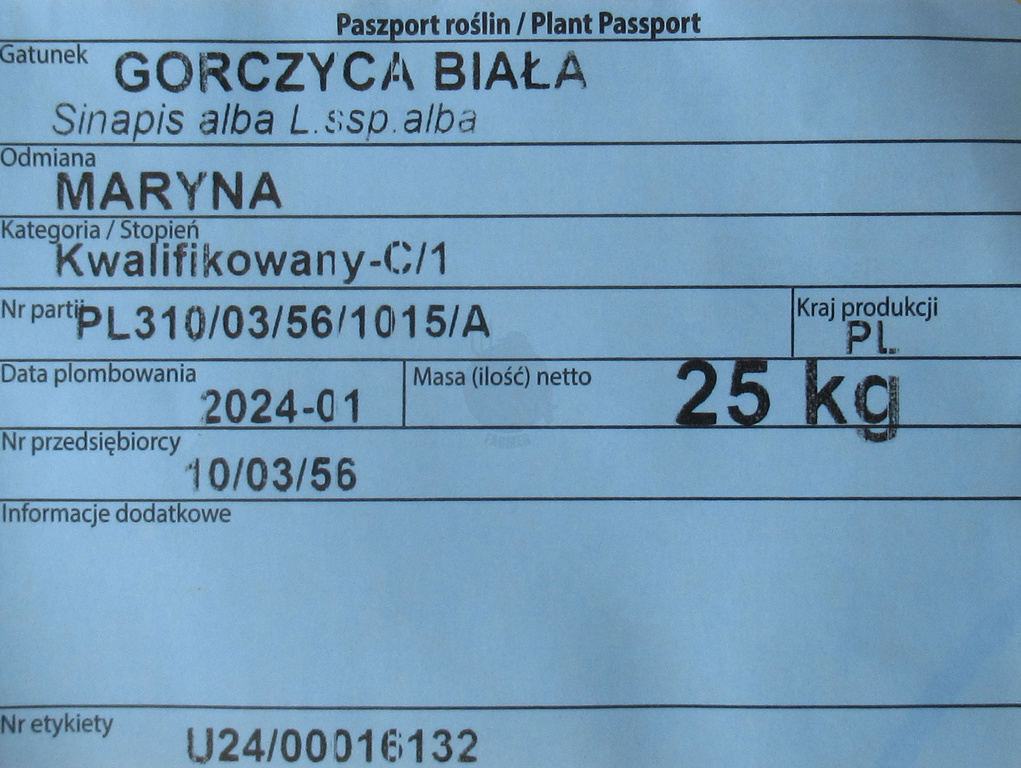 Paszport roślin / Plant Passport
Gatunek
GORCZYCA BIAŁA
Sinapis alba L.ssp.alba
Odmiana
MARYNA
Kategoria / Stopień
Kwalifikowany-C/1
Nr partii PL310/03/56/1015/A
Kraj produkcji
PL
Data plombowania
2024-01
Masa (ilość) netto 25 kg
Nr przedsiębiorcy
10/03/56
Informacje dodatkowe
Nr etykiety
U24/00016132